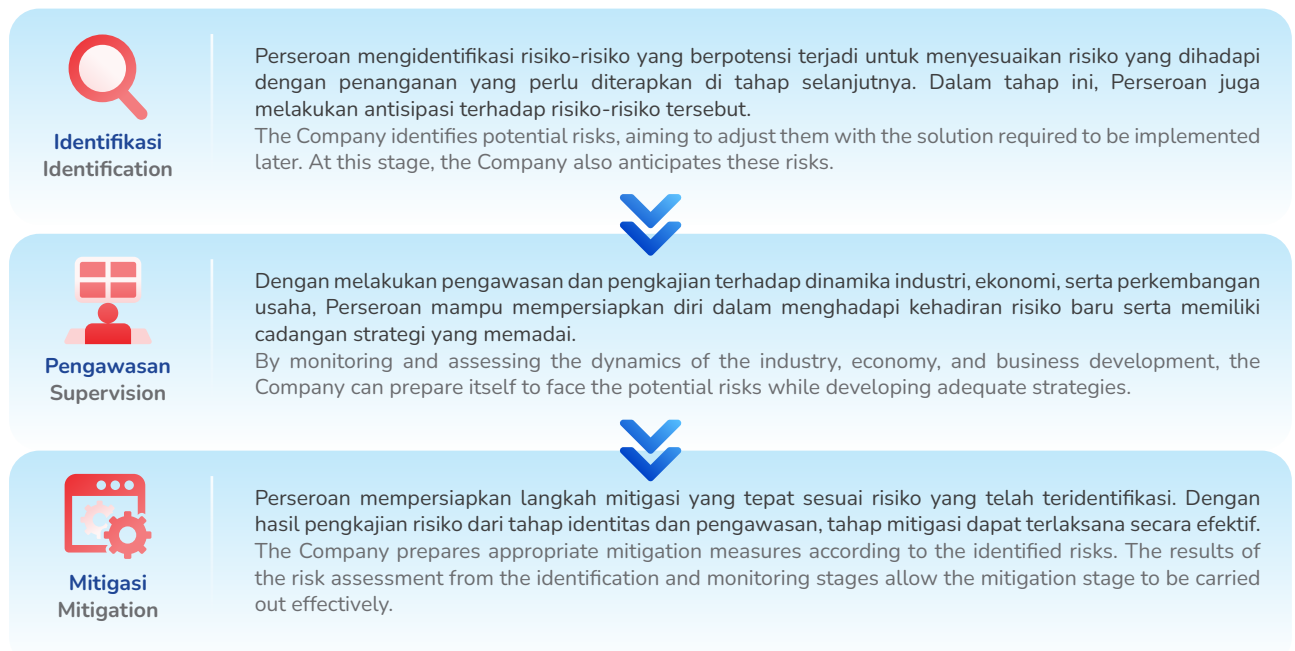 Identifikasi
Identification
Perseroan mengidentifikasi risiko-risiko yang berpotensi terjadi untuk menyesuaikan risiko yang dihadapi
dengan penanganan yang perlu diterapkan di tahap selanjutnya. Dalam tahap ini, Perseroan juga
melakukan antisipasi terhadap risiko-risiko tersebut.
The Company identifies potential risks, aiming to adjust them with the solution required to be implemented
later. At this stage, the Company also anticipates these risks.
Pengawasan
Supervision
Dengan melakukan pengawasan dan pengkajian terhadap dinamika industri, ekonomi, serta perkembangan
usaha, Perseroan mampu mempersiapkan diri dalam menghadapi kehadiran risiko baru serta memiliki
cadangan strategi yang memadai.
By monitoring and assessing the dynamics of the industry, economy, and business development, the
Company can prepare itself to face the potential risks while developing adequate strategies.
Mitigasi
Mitigation
Perseroan mempersiapkan langkah mitigasi yang tepat sesuai risiko yang telah teridentifikasi. Dengan
hasil pengkajian risiko dari tahap identitas dan pengawasan, tahap mitigasi dapat terlaksana secara efektif.
The Company prepares appropriate mitigation measures according to the identified risks. The results of
the risk assessment from the identification and monitoring stages allow the mitigation stage to be carried
out effectively.